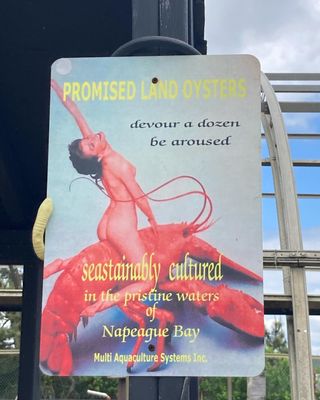 PROMISED LAND OYSTERS
devour a dozen
be aroused
seastainably cultured
in the pristine waters
of
Napeague Bay
Multi Aquaculture Systems Inc.